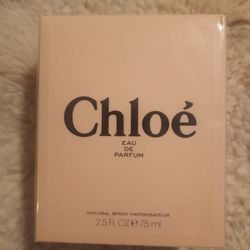 Chloé
EAU
DE
PARFUM
NATURAL SPRAY VAPORISATEUR
2.5 FL.OZ ℮ 75 ml